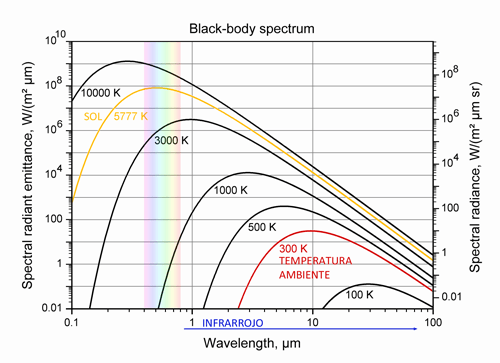 Black-body spectrum
Spectral radiant emittance, W/(m² µm)
Spectral radiance, W/(m² µm sr)
10^10
10^8
10^6
10^4
100
1
0.01
10^8
10^6
10^4
100
1
0.01
10000 K
SOL 5777 K
3000 K
1000 K
500 K
300 K
TEMPERATURA
AMBIENTE
100 K
0.1
1
10
100
INFRARROJO
Wavelength, µm